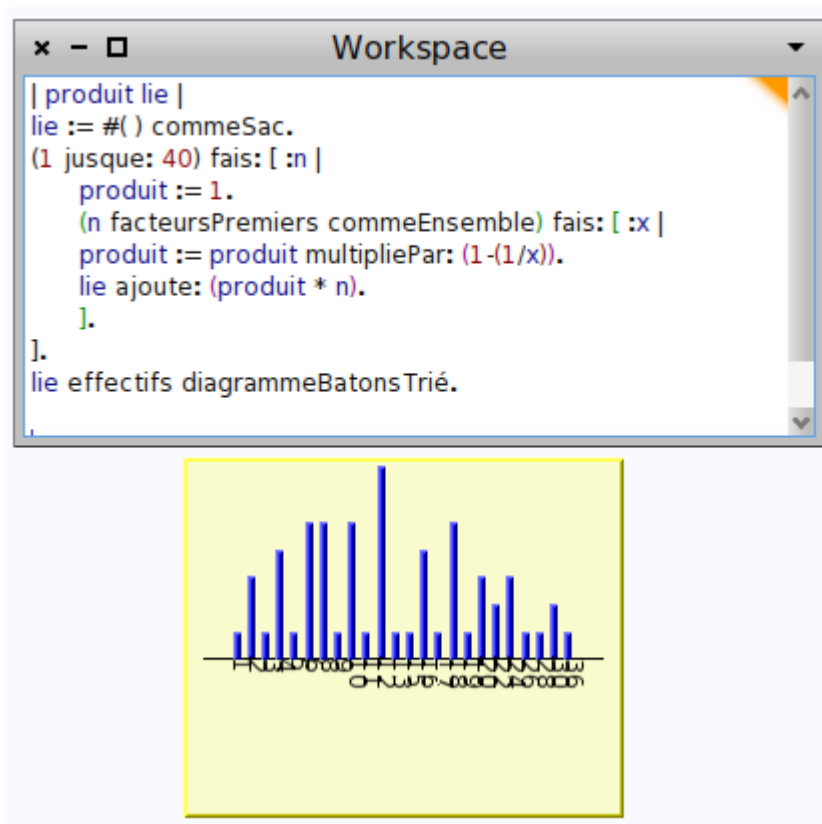 Workspace
| produit lie |
lie := #( ) commeSac.
(1 jusque: 40) fais: [ :n |
produit := 1.
(n facteursPremiers commeEnsemble) fais: [ :x |
produit := produit multipliePar: (1-(1/x)).
lie ajoute: (produit * n).
].
].
lie effectifs diagrammeBatonsTrié.